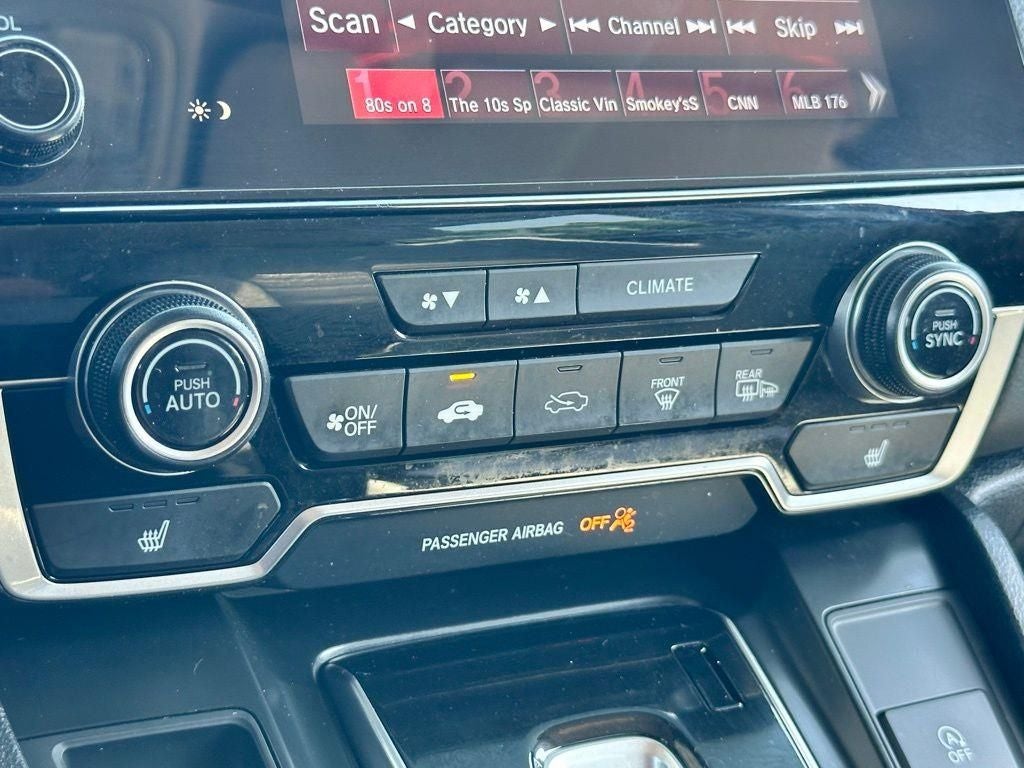 OL
Scan Category Channel Skip
1 2 3 4 5 6
80s on 8 The 10s Sp Classic Vin Smokey'sS CNN MLB 176
CLIMATE
PUSH
AUTO
ON/
OFF
FRONT
REAR
PUSH
SYNC
PASSENGER AIRBAG OFF
A
OFF